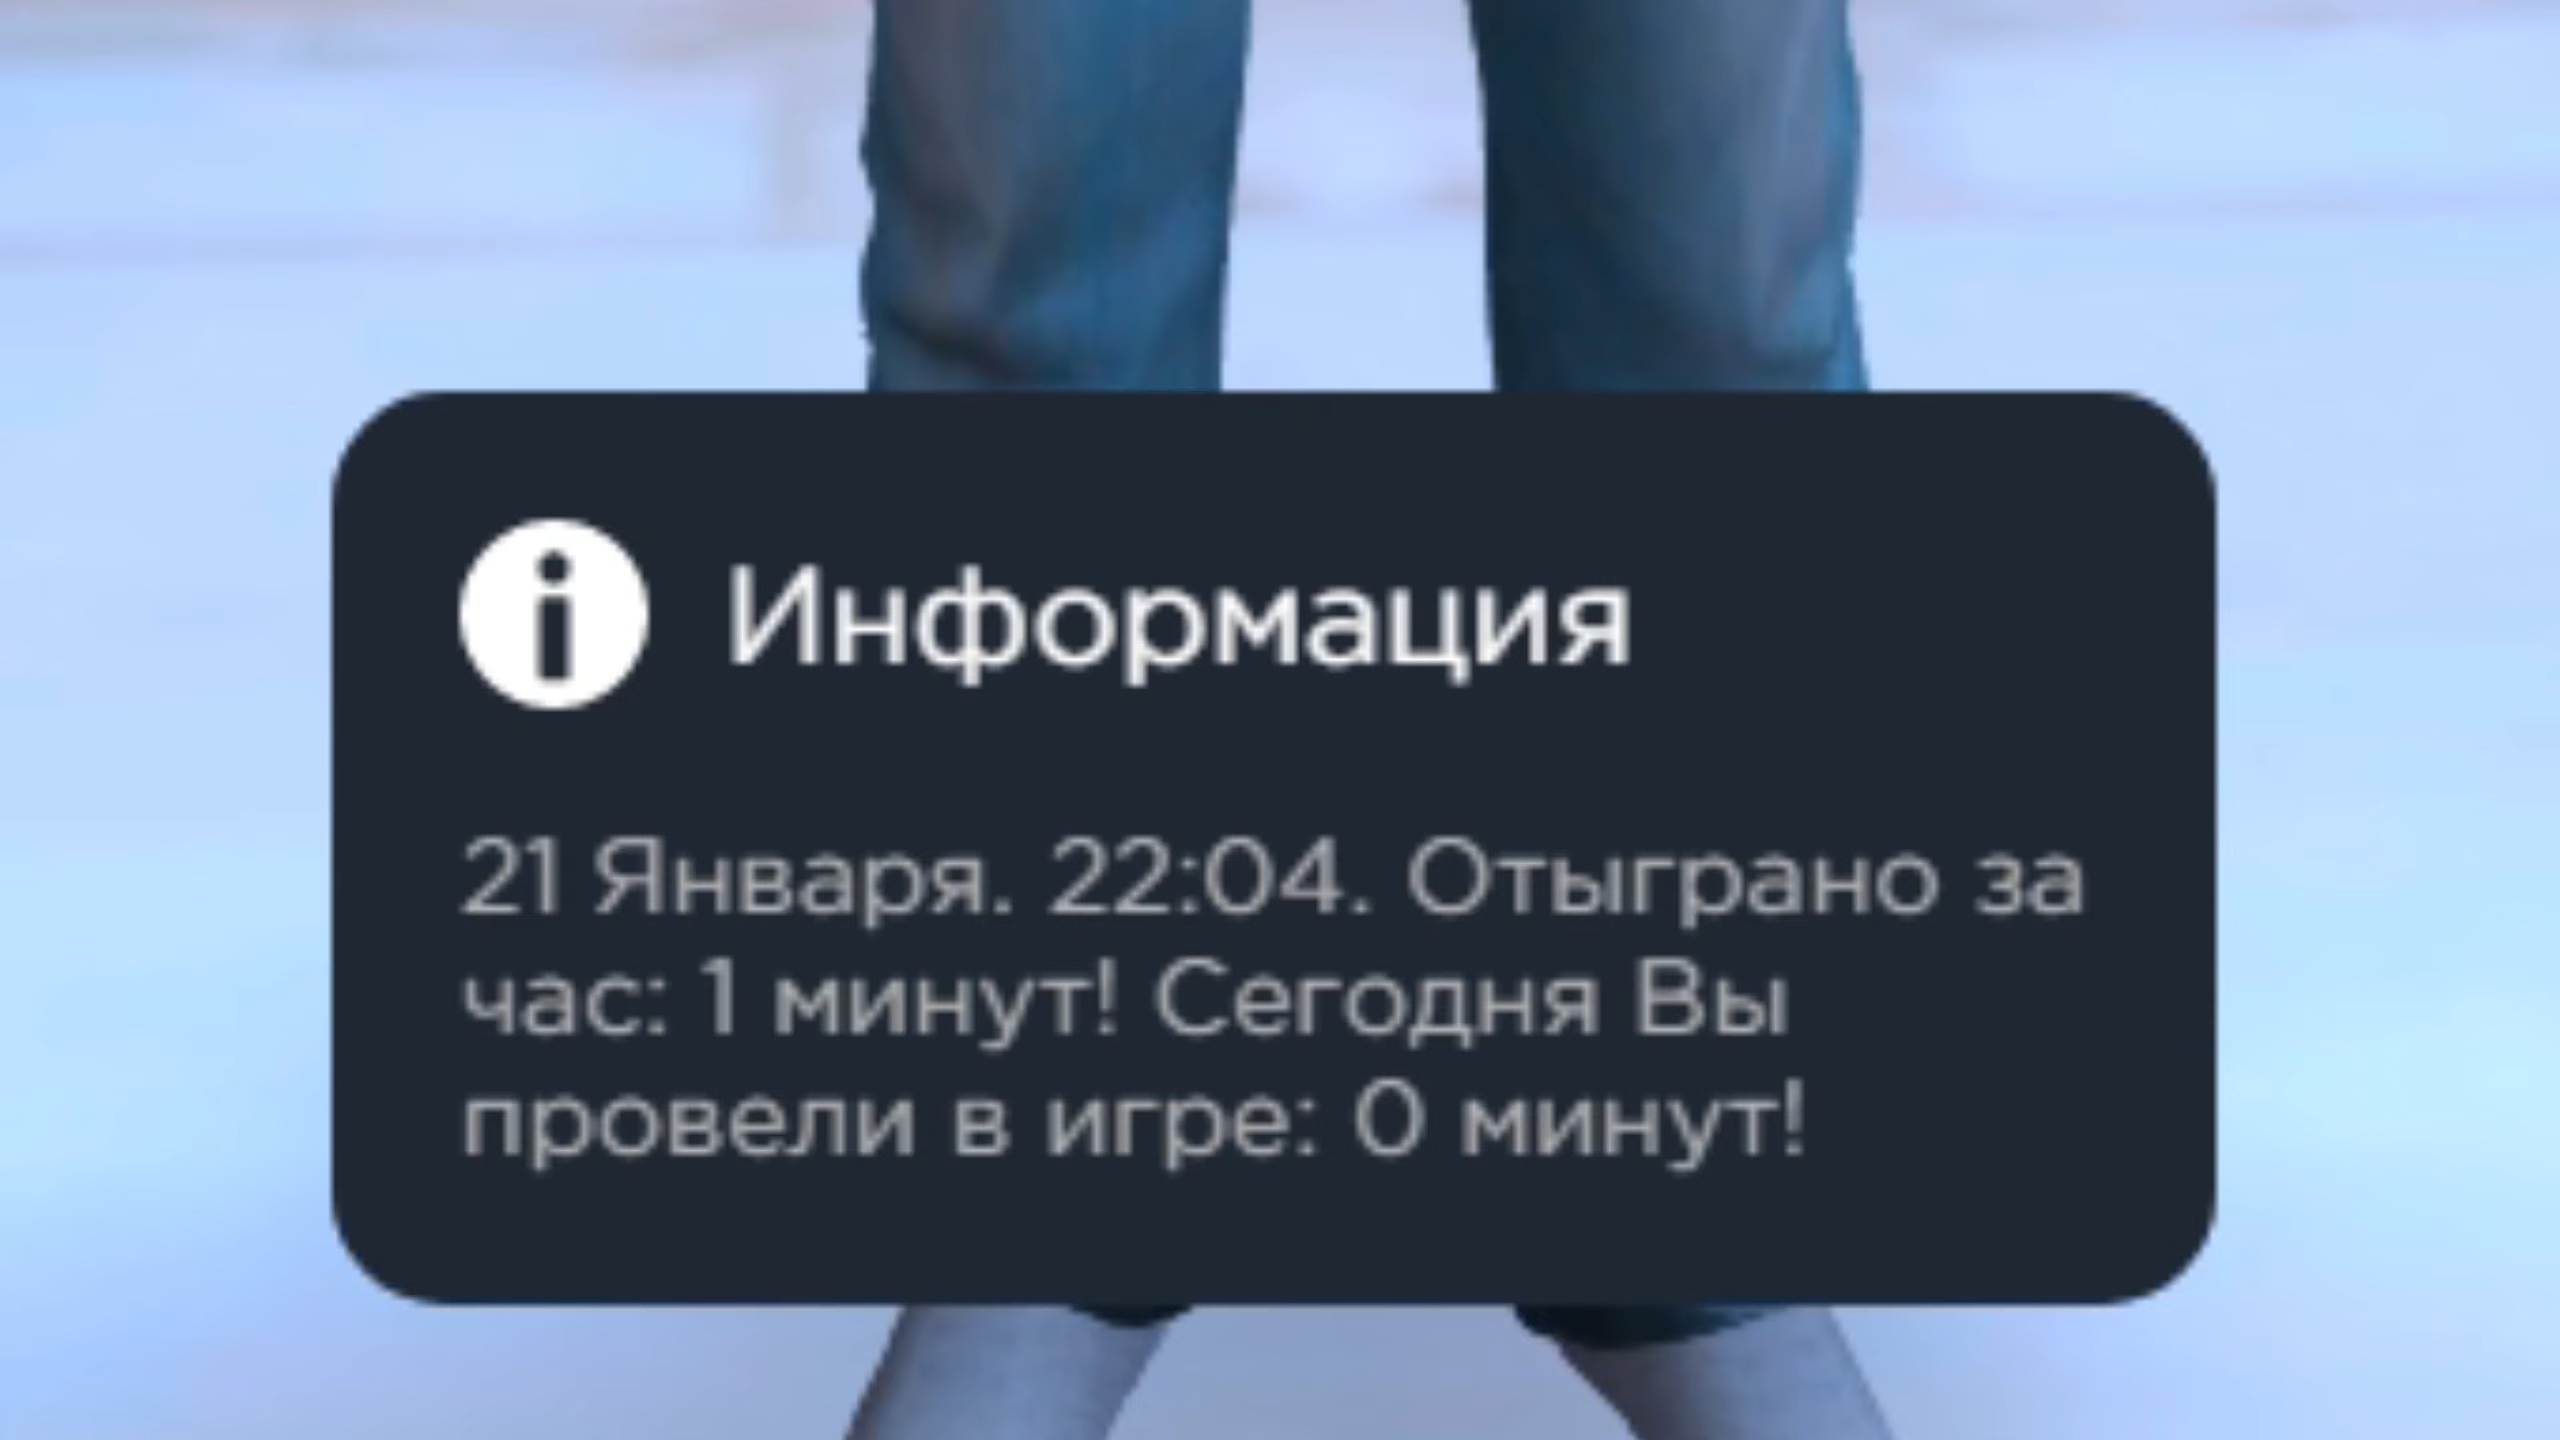 Информация
21 Января. 22:04. Отыграно за
час: 1 минут! Сегодня Вы
провели в игре: 0 минут!